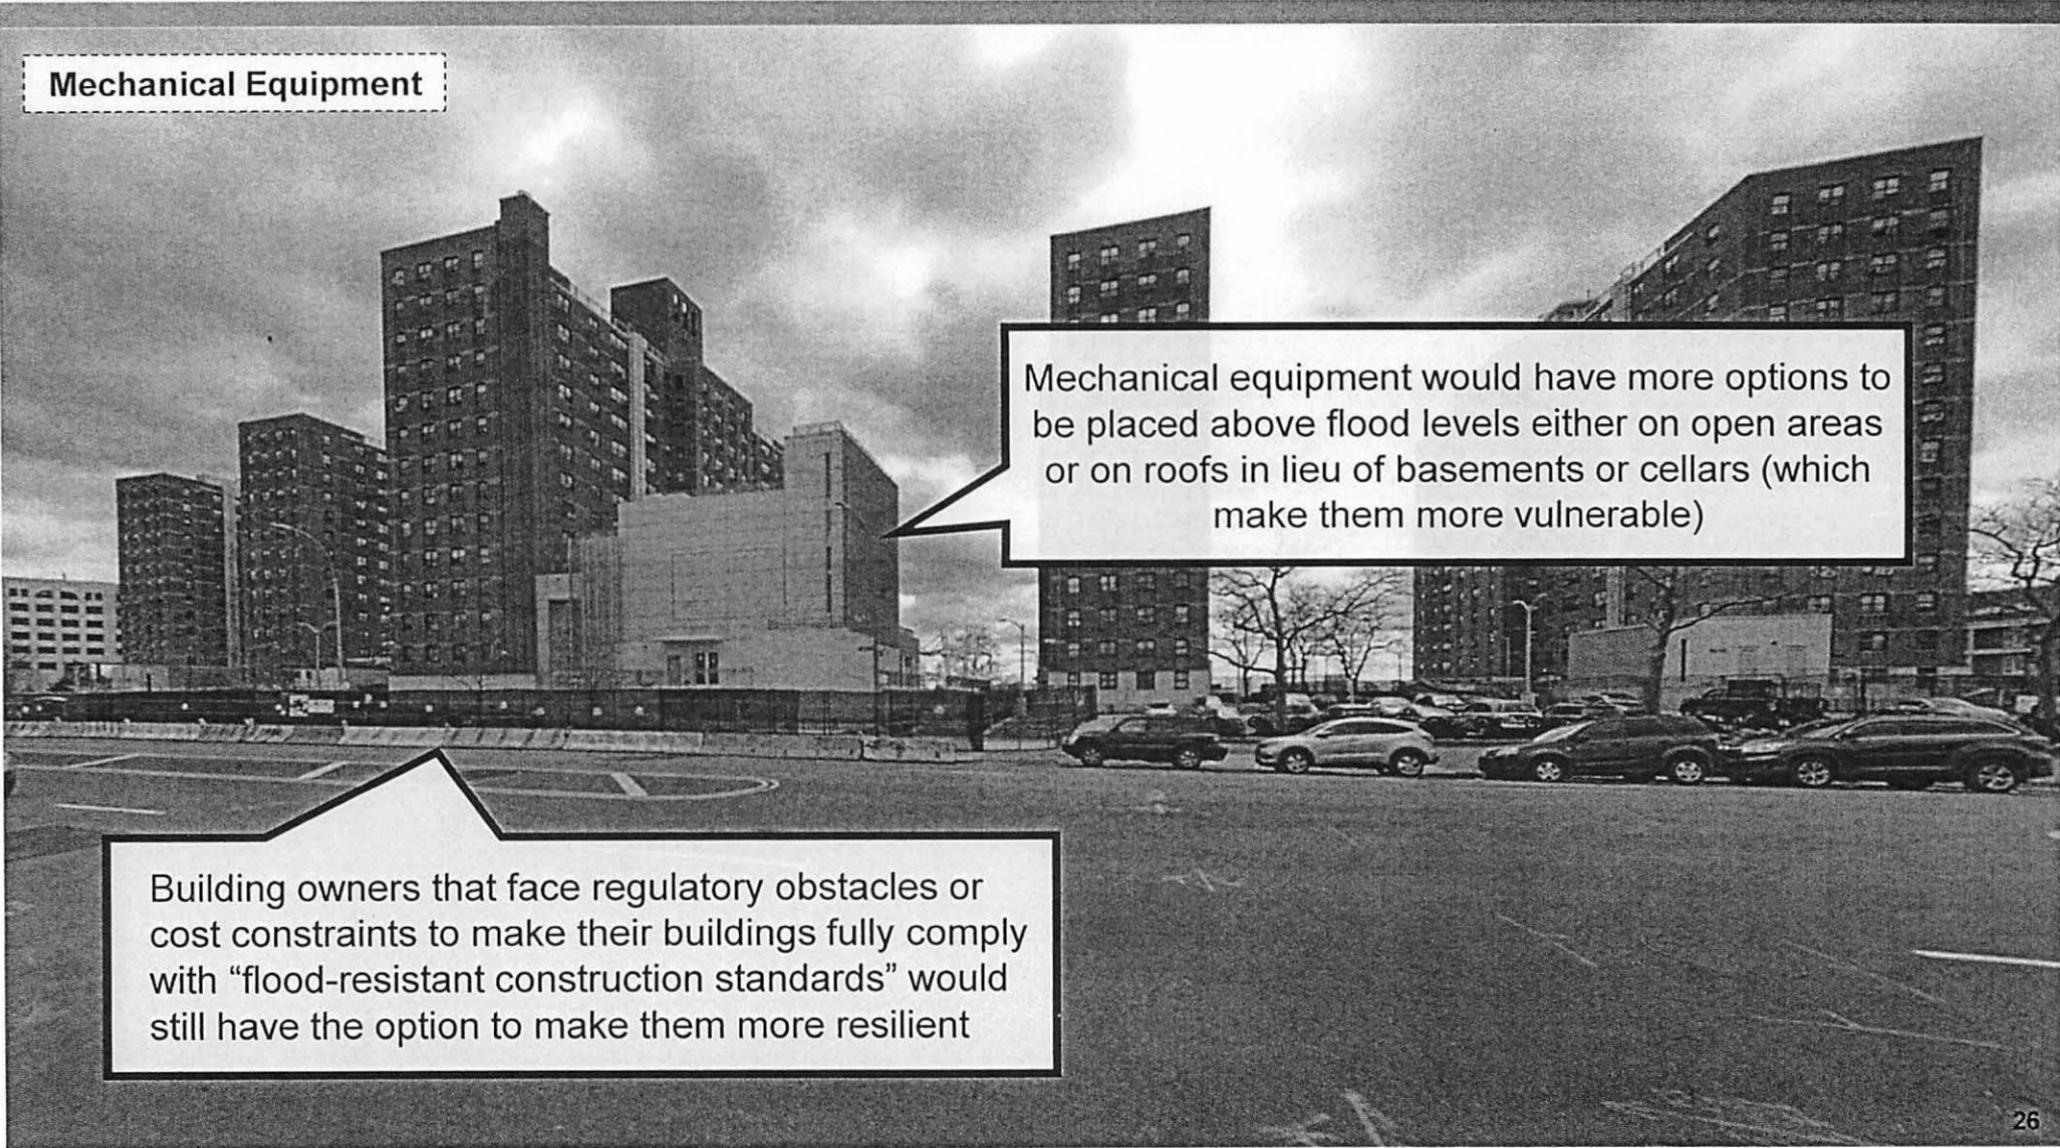 Mechanical Equipment
Mechanical equipment would have more options to
be placed above flood levels either on open areas
or on roofs in lieu of basements or cellars (which
make them more vulnerable)
Building owners that face regulatory obstacles or
cost constraints to make their buildings fully comply
with “flood-resistant construction standards” would
still have the option to make them more resilient
26